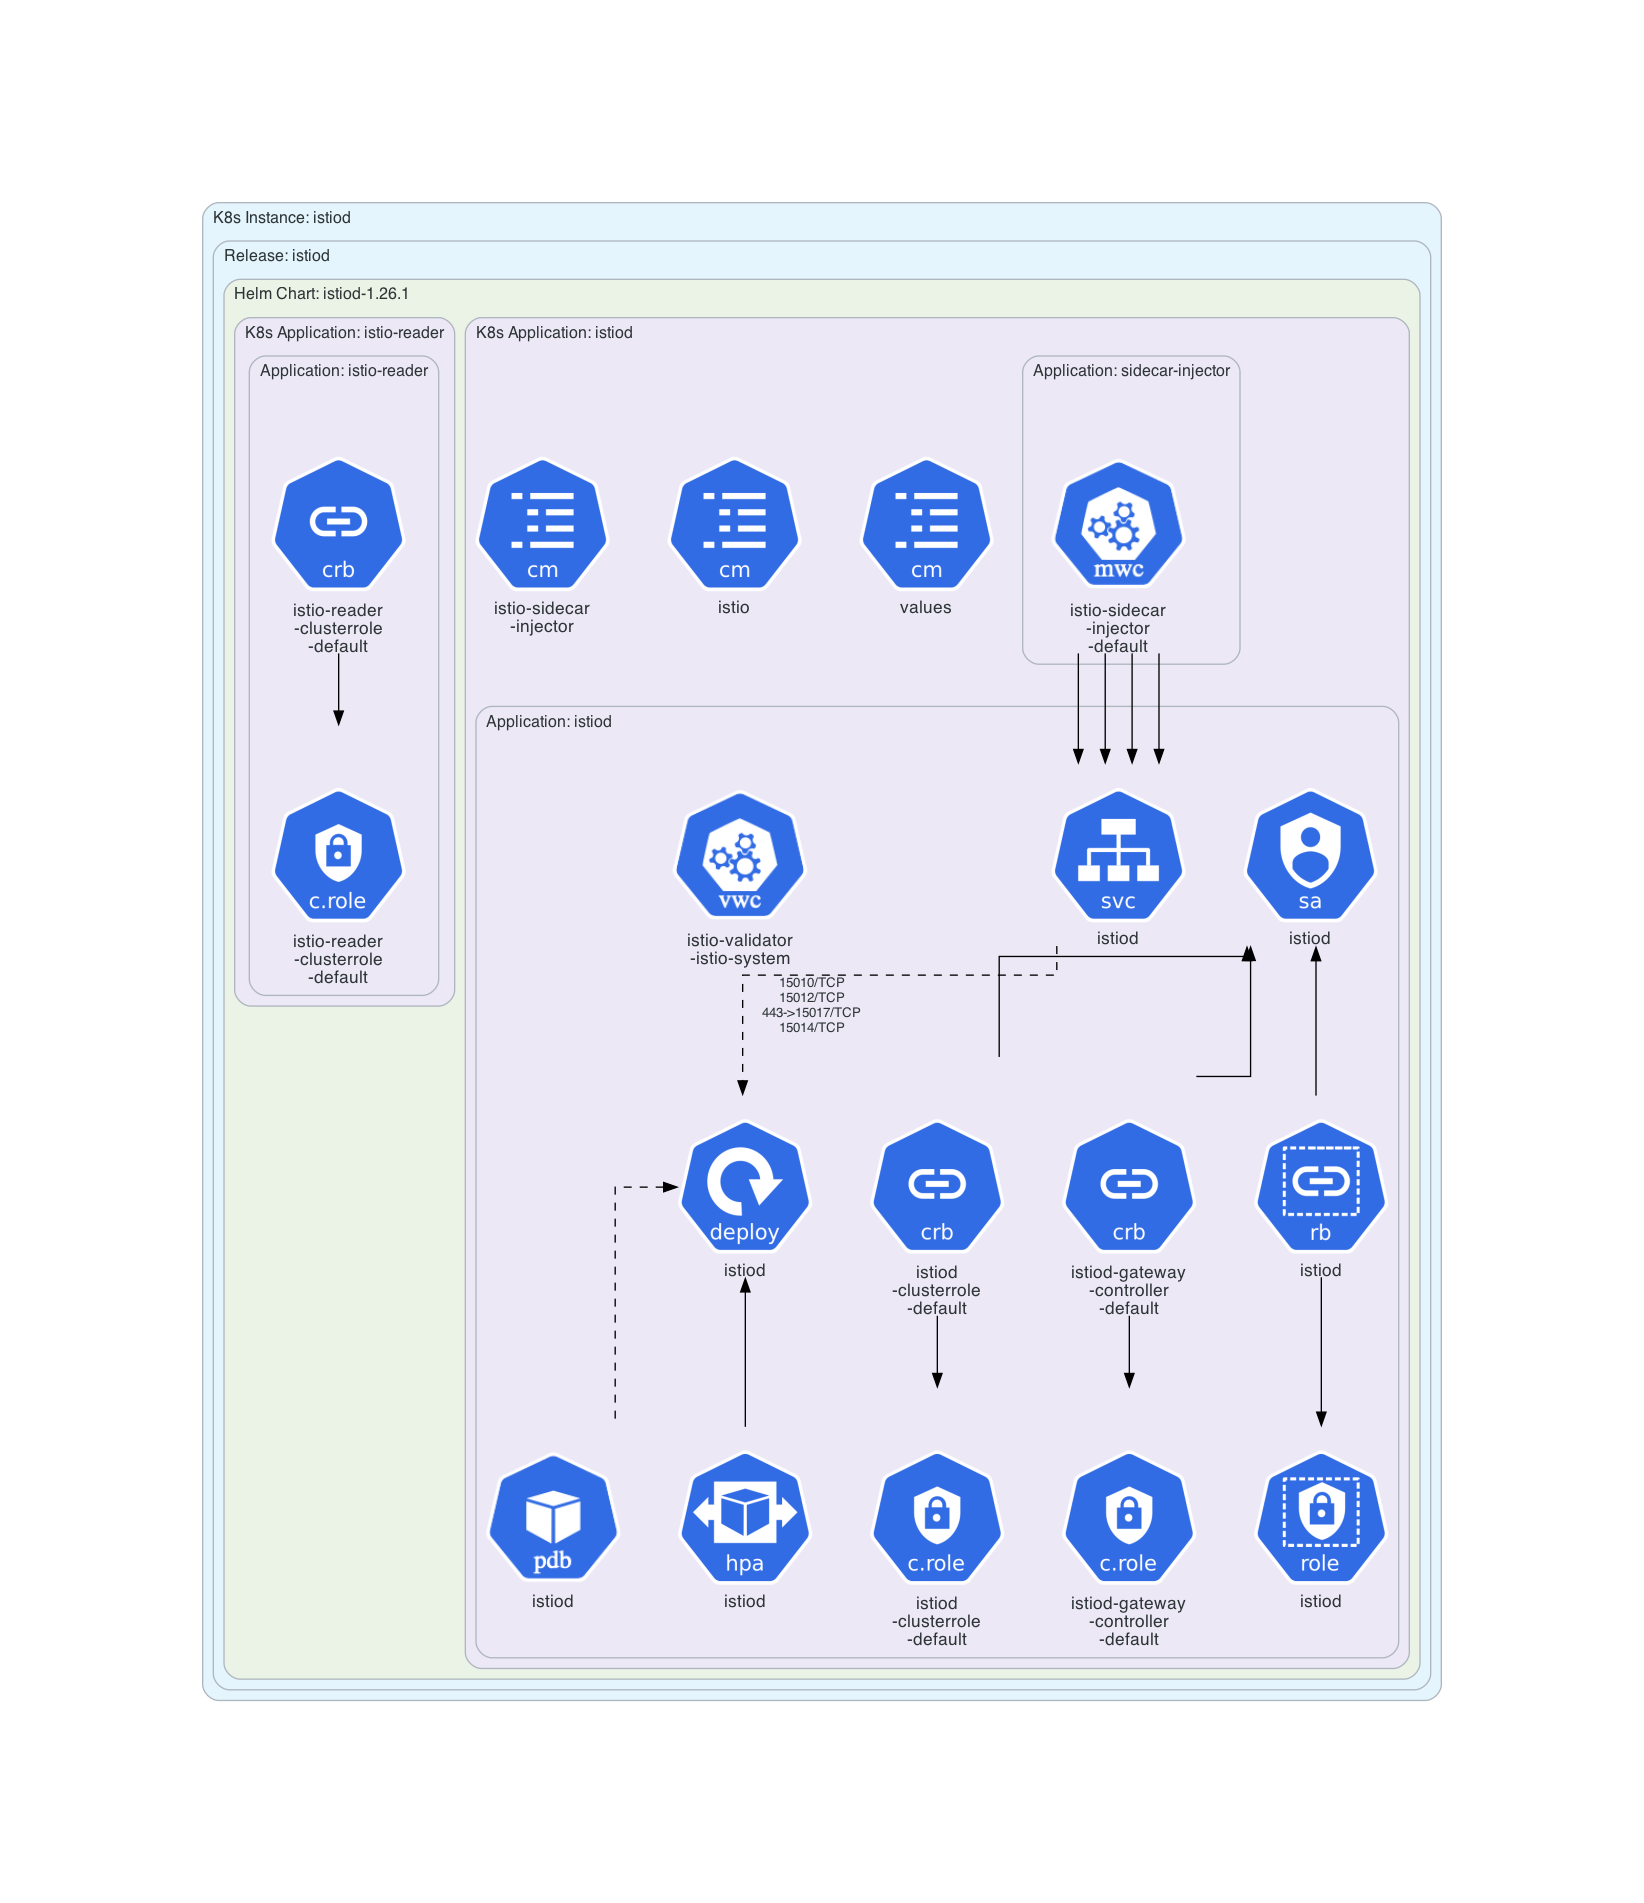 K8s Instance: istiod
Release: istiod
Helm Chart: istiod-1.26.1
K8s Application: istio-reader
Application: istio-reader
crb
istio-reader
-clusterrole
-default
c.role
istio-reader
-clusterrole
-default
K8s Application: istiod
cm
istio-sidecar
-injector
cm
istio
cm
values
Application: sidecar-injector
mwc
istio-sidecar
-injector
-default
Application: istiod
vwc
istio-validator
-istio-system
svc
istiod
sa
istiod
15010/TCP
15012/TCP
443->15017/TCP
15014/TCP
deploy
istiod
crb
istiod
-clusterrole
-default
crb
istiod-gateway
-controller
-default
rb
istiod
pdb
istiod
hpa
istiod
c.role
istiod
-clusterrole
-default
c.role
istiod-gateway
-controller
-default
role
istiod